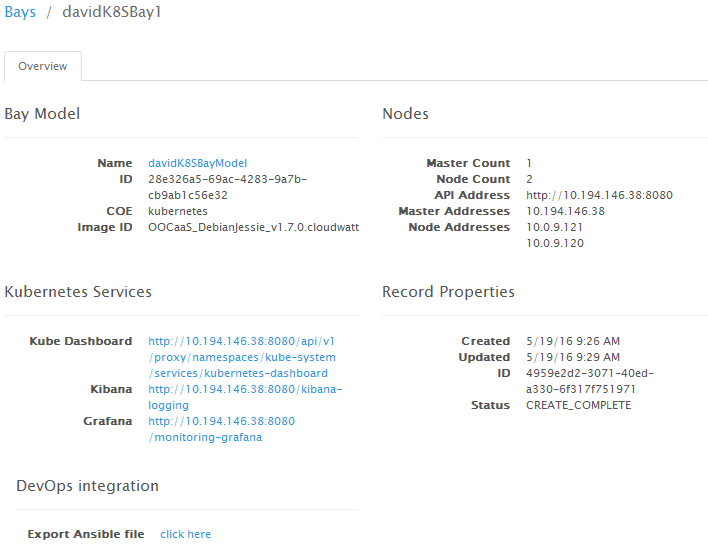 Bays / davidK8SBay1
Overview
Bay Model
Name davidK8SBayModel
ID 28e326a5-69ac-4283-9a7b-
cb9ab1c56e32
COE kubernetes
Image ID OOCaaS_DebianJessie_v1.7.0.cloudwatt
Nodes
Master Count 1
Node Count 2
API Address http://10.194.146.38:8080
Master Addresses 10.194.146.38
Node Addresses 10.0.9.121
10.0.9.120
Kubernetes Services
Kube Dashboard http://10.194.146.38:8080/api/v1
/proxy/namespaces/kube-system
/services/kubernetes-dashboard
Kibana http://10.194.146.38:8080/kibana-
logging
Grafana http://10.194.146.38:8080
/monitoring-grafana
Record Properties
Created 5/19/16 9:26 AM
Updated 5/19/16 9:29 AM
ID 4959e2d2-3071-40ed-
a330-6f317f751971
Status CREATE_COMPLETE
DevOps integration
Export Ansible file click here